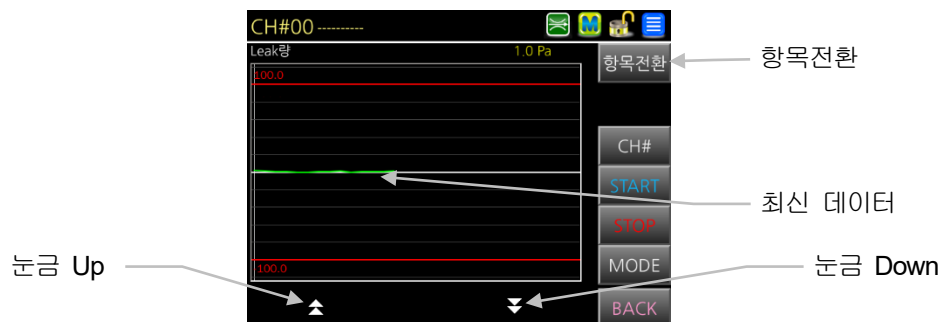 CH#00 ---------
M
Leak량 1.0 Pa
항목전환
항목전환
100.0
CH#
START
최신 데이터
STOP
100.0
MODE
눈금 Up
눈금 Down
BACK